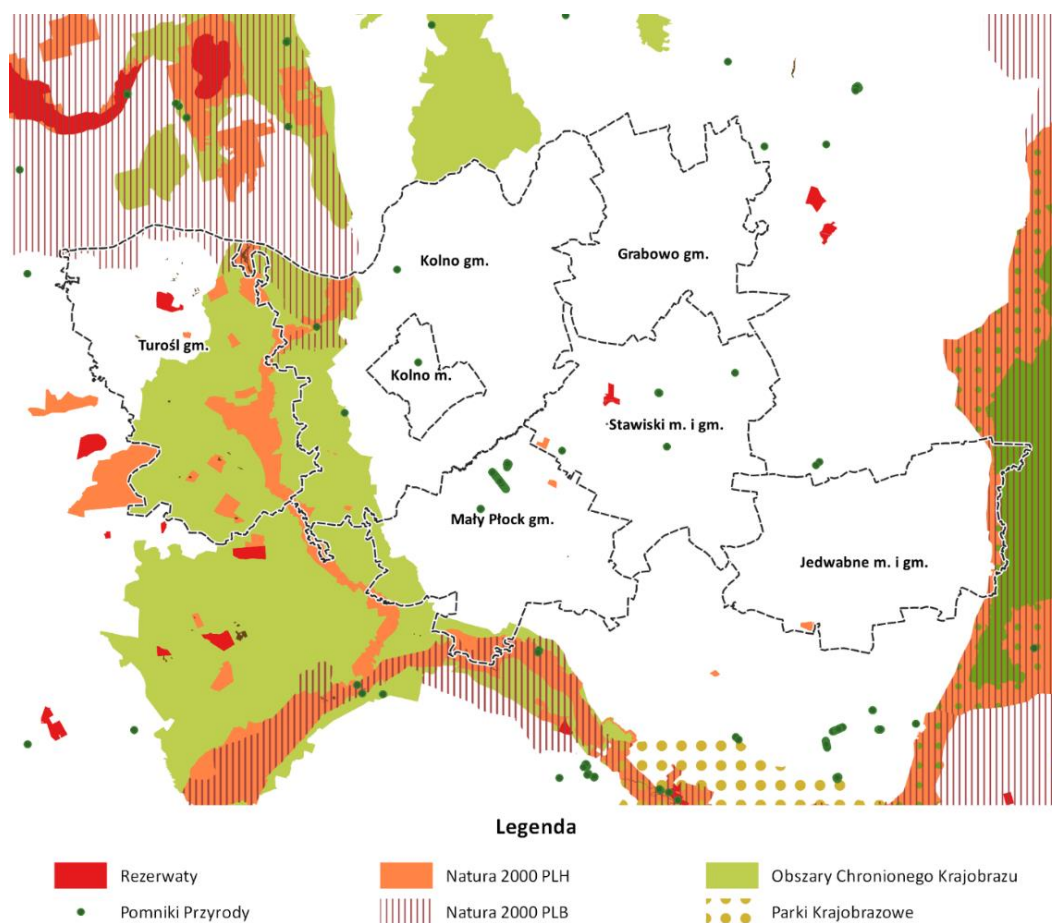 Kolno gm.
Grabowo gm.
Turośl gm.
Kolno m.
Stawiski m. i gm.
Mały Płock gm.
Jedwabne m. i gm.
Legenda
Rezerwaty
Natura 2000 PLH
Obszary Chronionego Krajobrazu
Pomniki Przyrody
Natura 2000 PLB
Parki Krajobrazowe